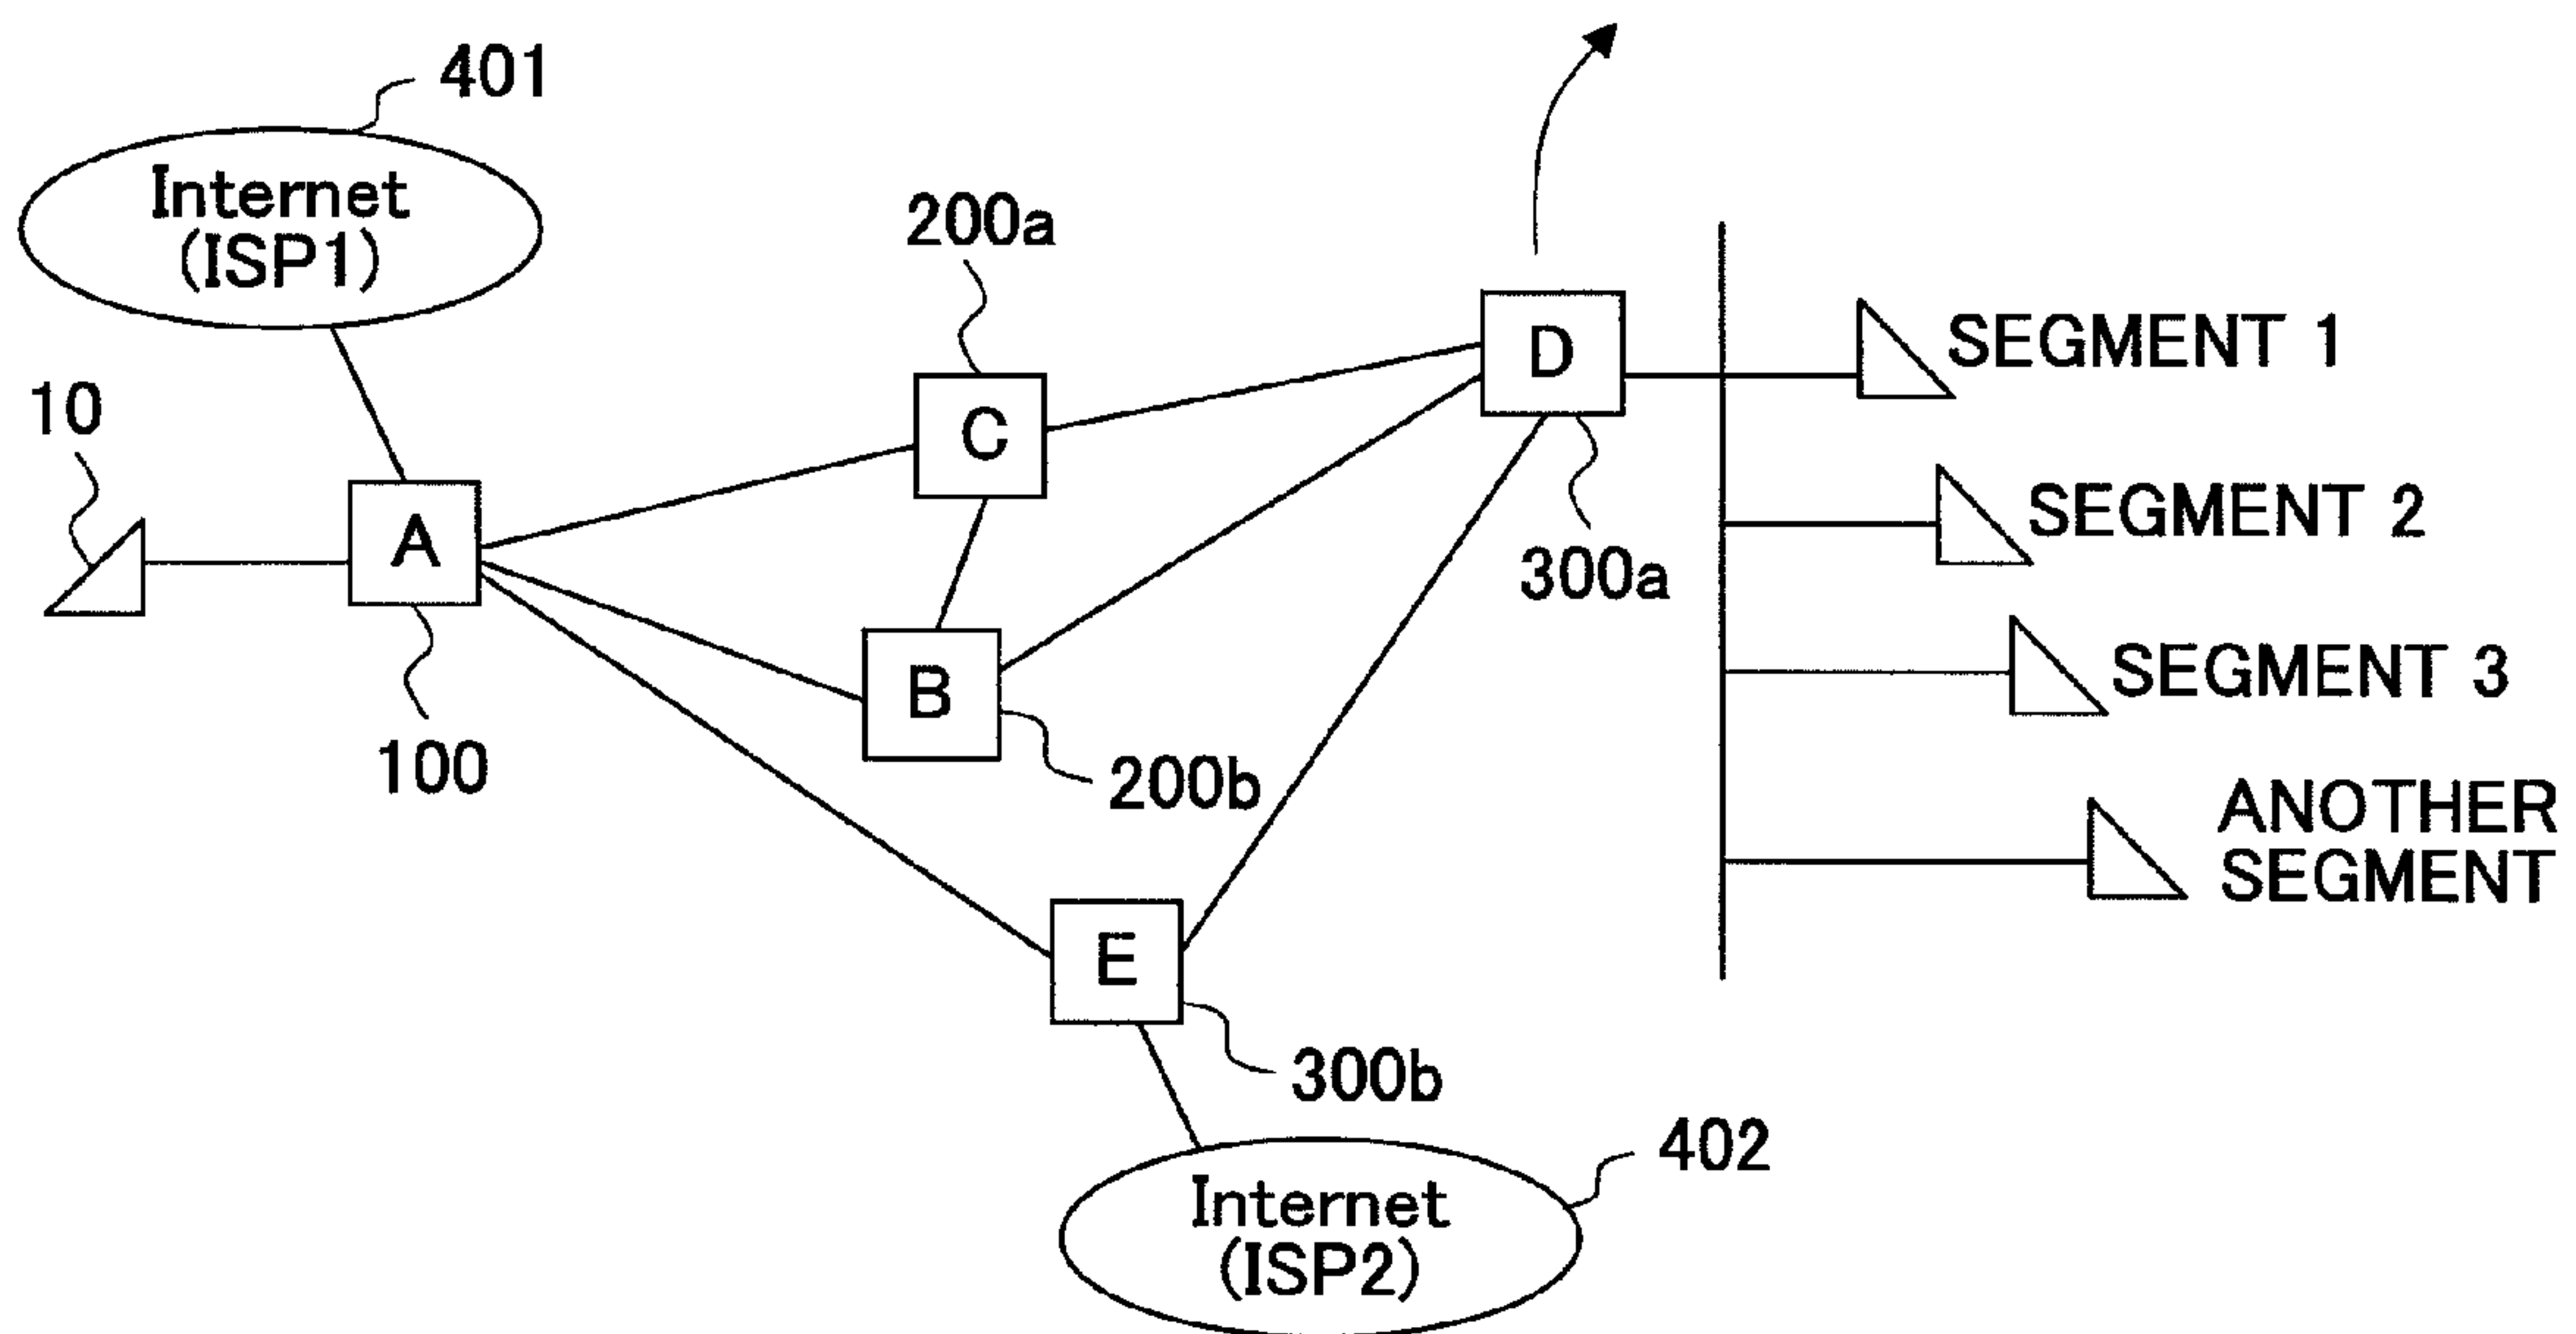 401
Internet
(ISP1)
200a
10
A
100
C
B
200b
D
300a
E
300b
402
Internet
(ISP2)
SEGMENT 1
SEGMENT 2
SEGMENT 3
ANOTHER
SEGMENT